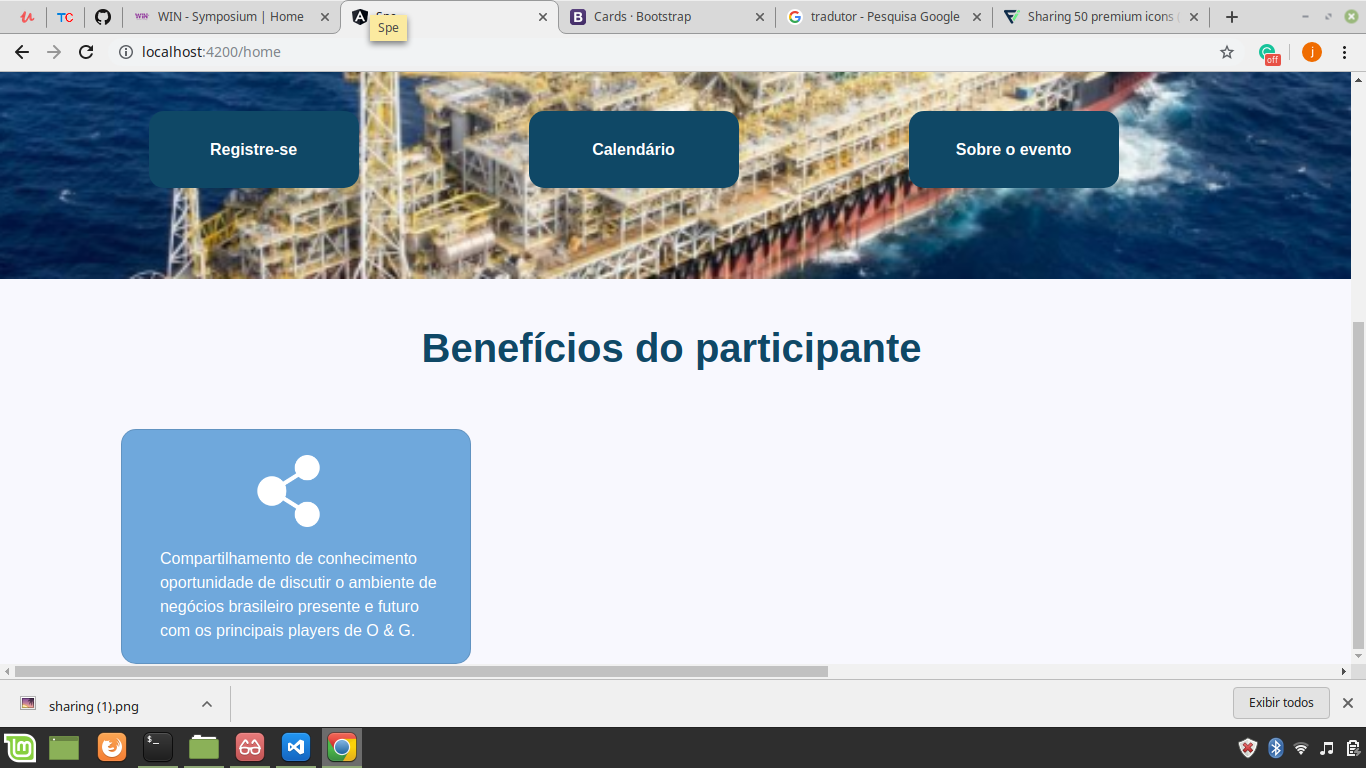 TC
WIN - Symposium | Home
Spe
Cards · Bootstrap
tradutor - Pesquisa Google
Sharing 50 premium icons
Spe
localhost:4200/home
off
j
Registre-se
Calendário
Sobre o evento
Benefícios do participante
Compartilhamento de conhecimento
oportunidade de discutir o ambiente de
negócios brasileiro presente e futuro
com os principais players de O & G.
sharing (1).png
Exibir todos